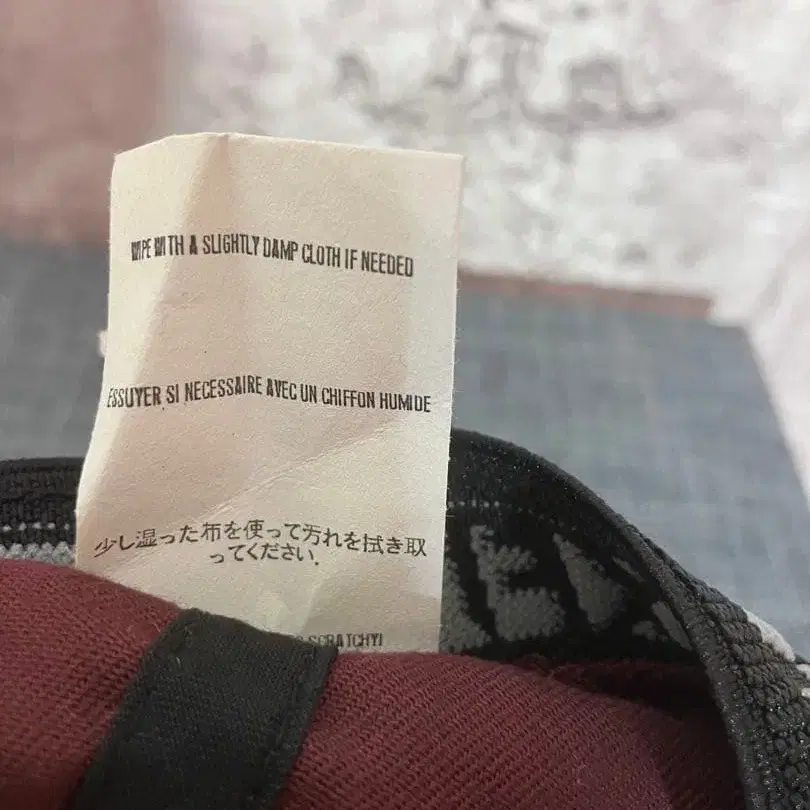 WIPE WITH A SLIGHTLY DAMP CLOTH IF NEEDED
ESSUYER SI NECESSAIRE AVEC UN CHIFFON HUMIDE
少し湿った布を使って汚れを拭き取
ってください.
SCRATCHY!